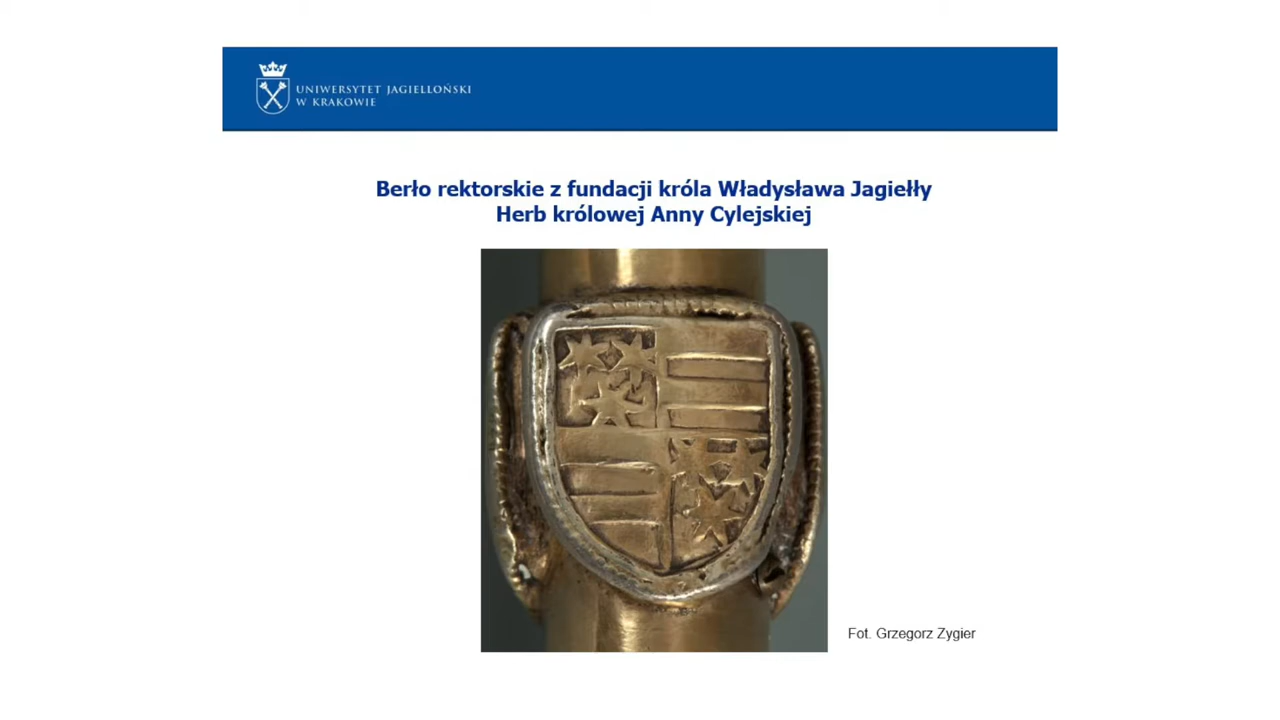 UNIWERSYTET JAGIELLOŃSKI
W KRAKOWIE
Berło rektorskie z fundacji króla Władysława Jagiełły
Herb królowej Anny Cylejskiej
Fot. Grzegorz Zygier